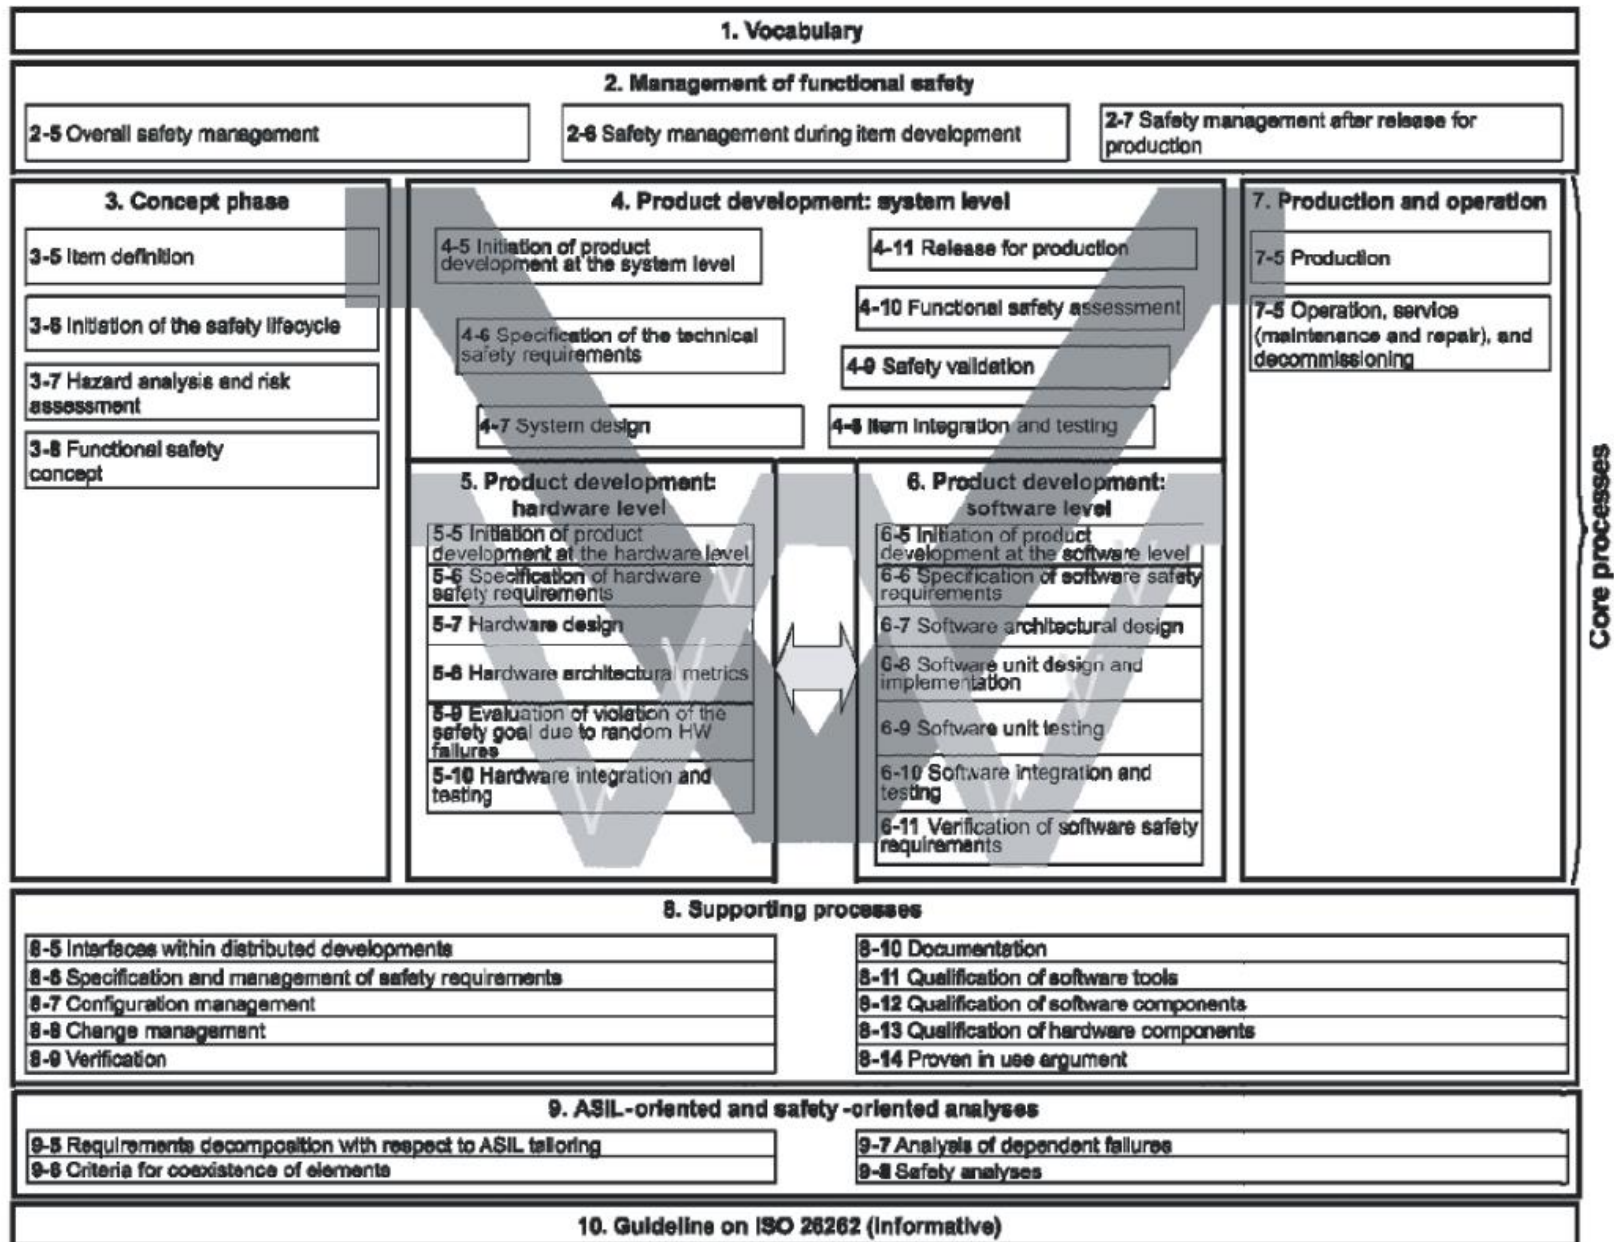 1. Vocabulary
2. Management of functional safety
2-5 Overall safety management
2-6 Safety management during item development
2-7 Safety management after release for
production
3. Concept phase
3-5 Item definition
3-6 Initiation of the safety lifecycle
3-7 Hazard analysis and risk
assessment
3-8 Functional safety
concept
4. Product development: system level
4-5 Initiation of product
development at the system level
4-6 Specification of the technical
safety requirements
4-7 System design
4-11 Release for production
4-10 Functional safety assessment
4-9 Safety validation
4-8 Item integration and testing
7. Production and operation
7-5 Production
7-5 Operation, service
(maintenance and repair), and
decommissioning
5. Product development:
hardware level
5-5 Initiation of product
development at the hardware level
5-6 Specification of hardware
safety requirements
5-7 Hardware design
5-8 Hardware architectural metrics
5-9 Evaluation of violation of the
safety goal due to random HW
failures
5-10 Hardware integration and
testing
6. Product development:
software level
6-5 Initiation of product
development at the software level
6-6 Specification of software safety
requirements
6-7 Software architectural design
6-8 Software unit design and
implementation
6-9 Software unit testing
6-10 Software integration and
testing
6-11 Verification of software safety
requirements
Core processes
8. Supporting processes
8-5 Interfaces within distributed developments
8-6 Specification and management of safety requirements
8-7 Configuration management
8-8 Change management
8-9 Verification
8-10 Documentation
8-11 Qualification of software tools
8-12 Qualification of software components
8-13 Qualification of hardware components
8-14 Proven in use argument
9. ASIL-oriented and safety-oriented analyses
9-5 Requirements decomposition with respect to ASIL tailoring
9-6 Criteria for coexistence of elements
9-7 Analysis of dependent failures
9-8 Safety analyses
10. Guideline on ISO 26262 (Informative)